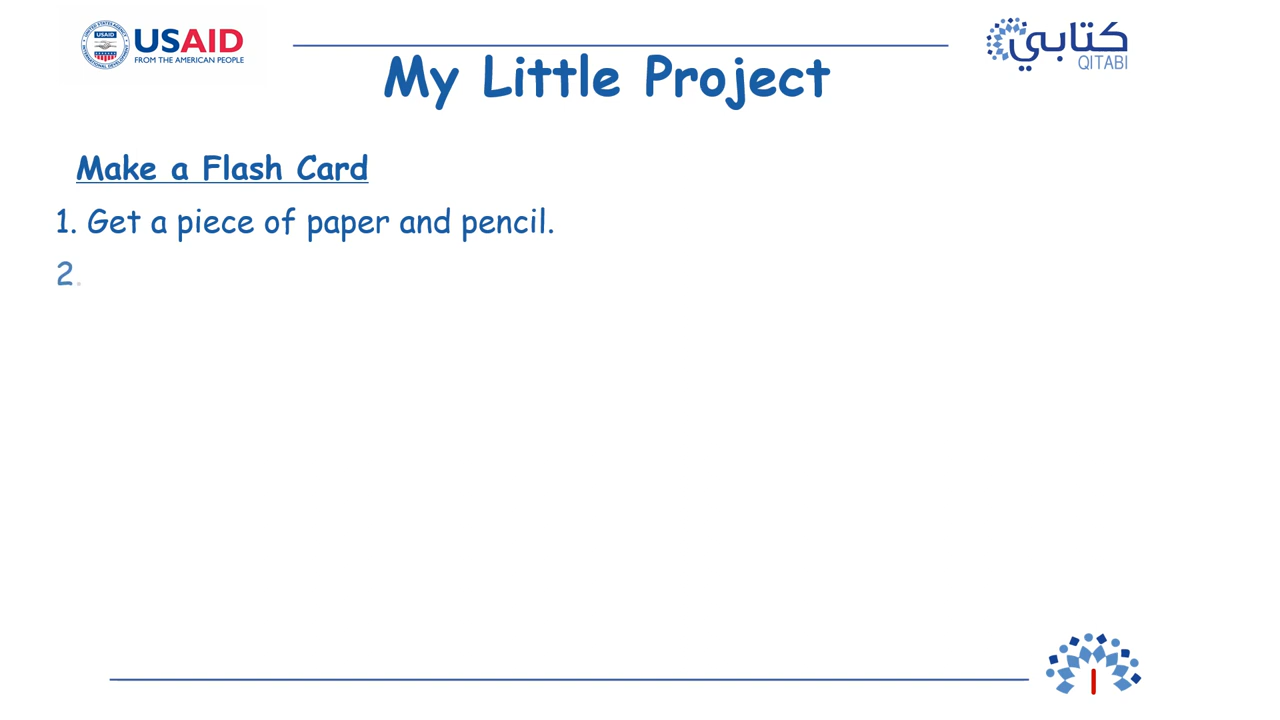 USAID
FROM THE AMERICAN PEOPLE
كتابي
QITABI
My Little Project
Make a Flash Card
1. Get a piece of paper and pencil.
2.